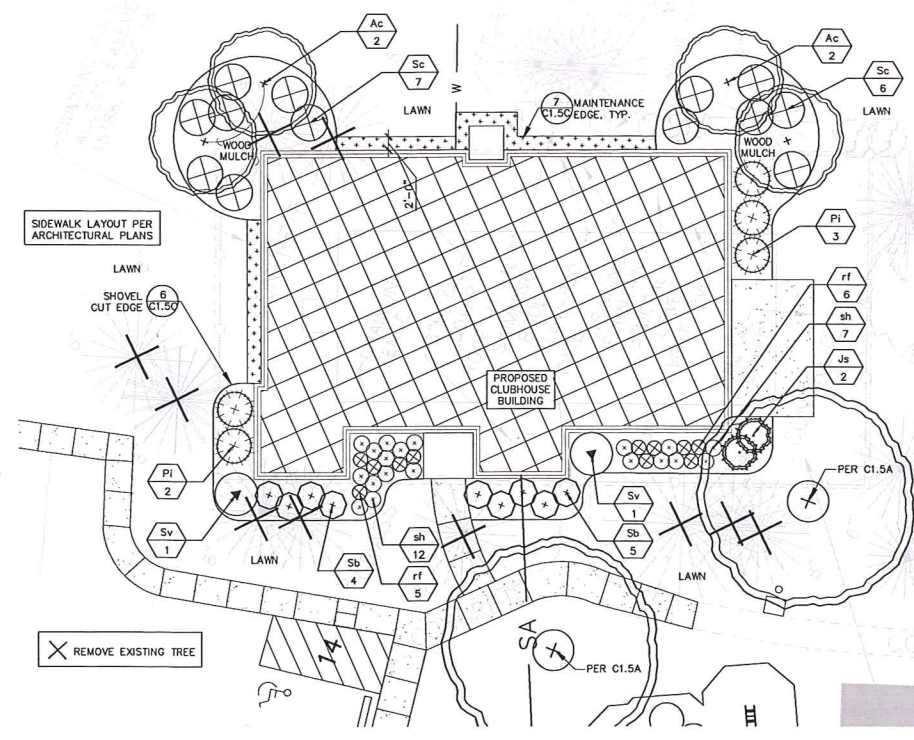 Ac
2
Sc
7
LAWN
W
7
C1.5C
MAINTENANCE
EDGE, TYP.
Ac
2
Sc
6
LAWN
WOOD
MULCH
WOOD
MULCH
2'-0"
SIDEWALK LAYOUT PER
ARCHITECTURAL PLANS
Pi
3
LAWN
rf
6
SHOVEL
CUT EDGE
6
C1.5C
sh
7
Js
2
PROPOSED
CLUBHOUSE
BUILDING
PER C1.5A
Pi
2
Sv
1
Sv
1
Sb
5
sh
12
LAWN
Sb
4
rf
5
LAWN
REMOVE EXISTING TREE
14
SA
PER C1.5A